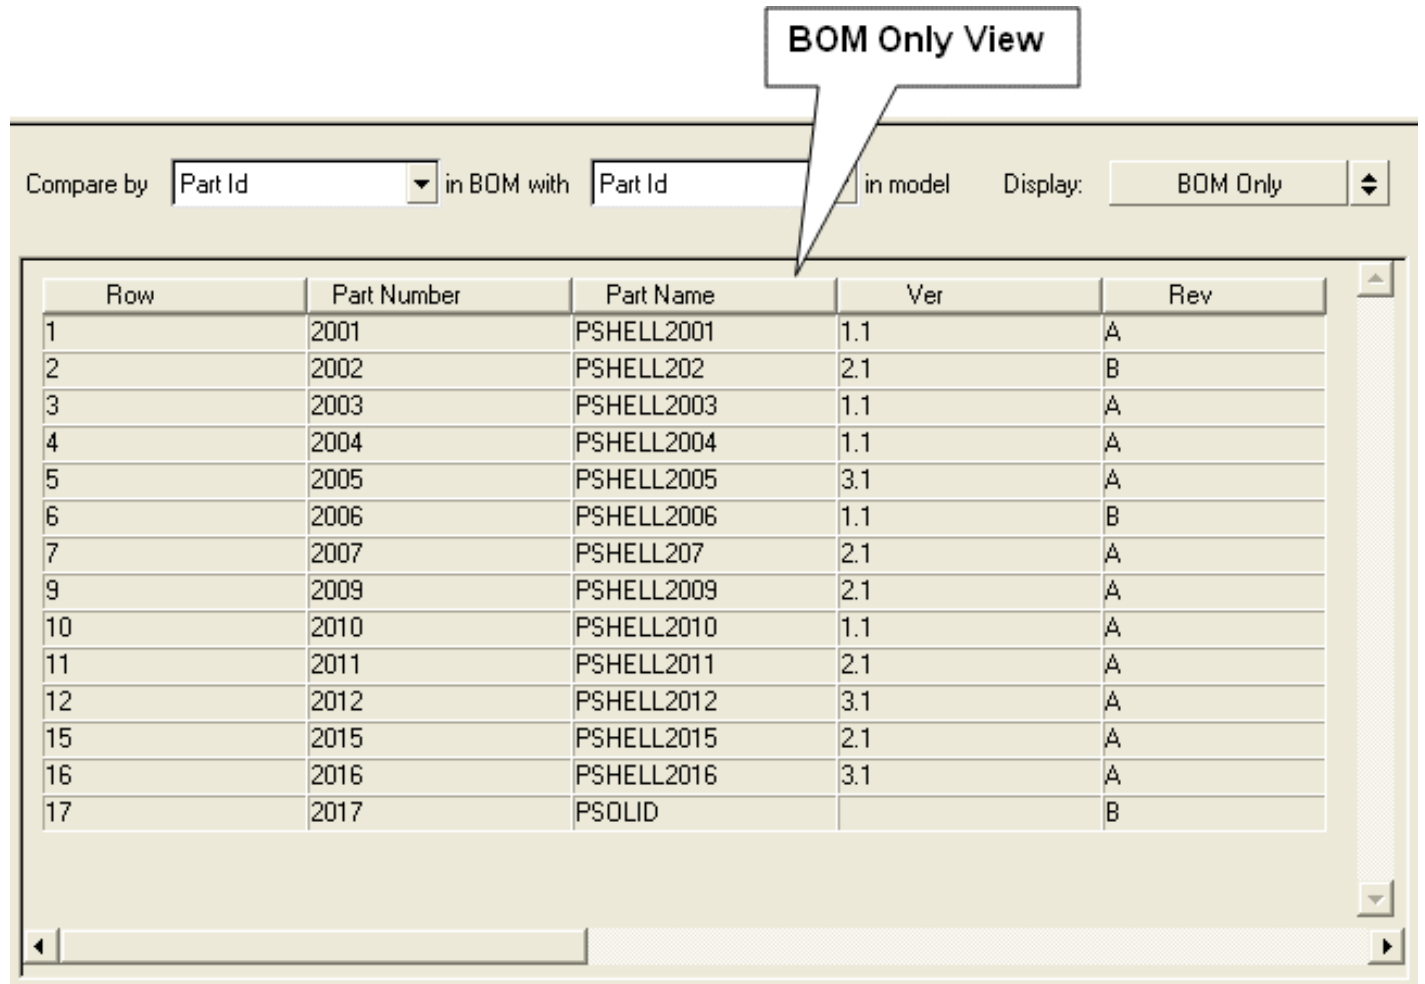 BOM Only View
Compare by Part Id in BOM with Part Id in model Display: BOM Only
Row Part Number Part Name Ver Rev
1 2001 PSHELL2001 1.1 A
2 2002 PSHELL202 2.1 B
3 2003 PSHELL2003 1.1 A
4 2004 PSHELL2004 1.1 A
5 2005 PSHELL2005 3.1 A
6 2006 PSHELL2006 1.1 B
7 2007 PSHELL207 2.1 A
9 2009 PSHELL2009 2.1 A
10 2010 PSHELL2010 1.1 A
11 2011 PSHELL2011 2.1 A
12 2012 PSHELL2012 3.1 A
15 2015 PSHELL2015 2.1 A
16 2016 PSHELL2016 3.1 A
17 2017 PSOLID B